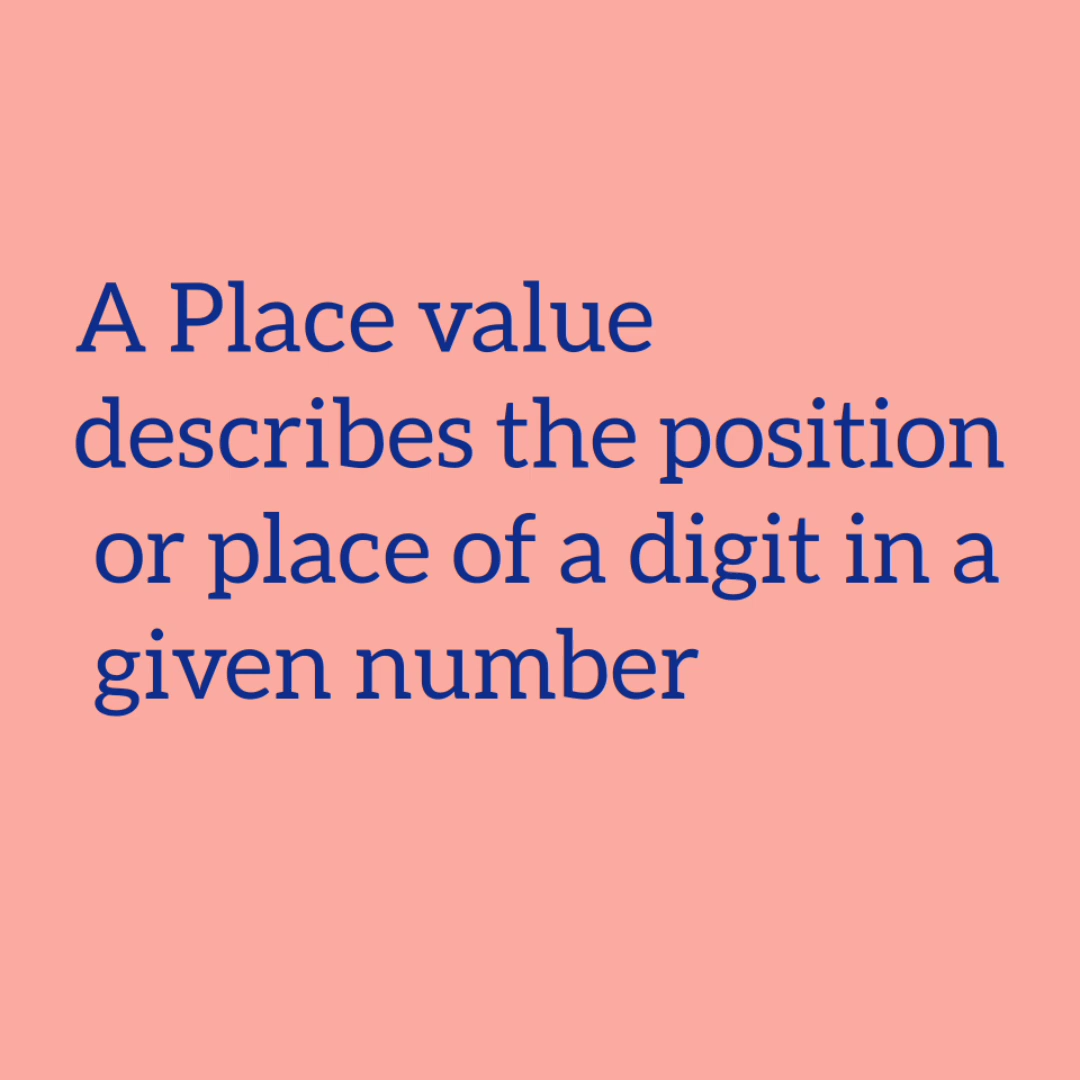 A Place value
describes the position
or place of a digit in a
given number